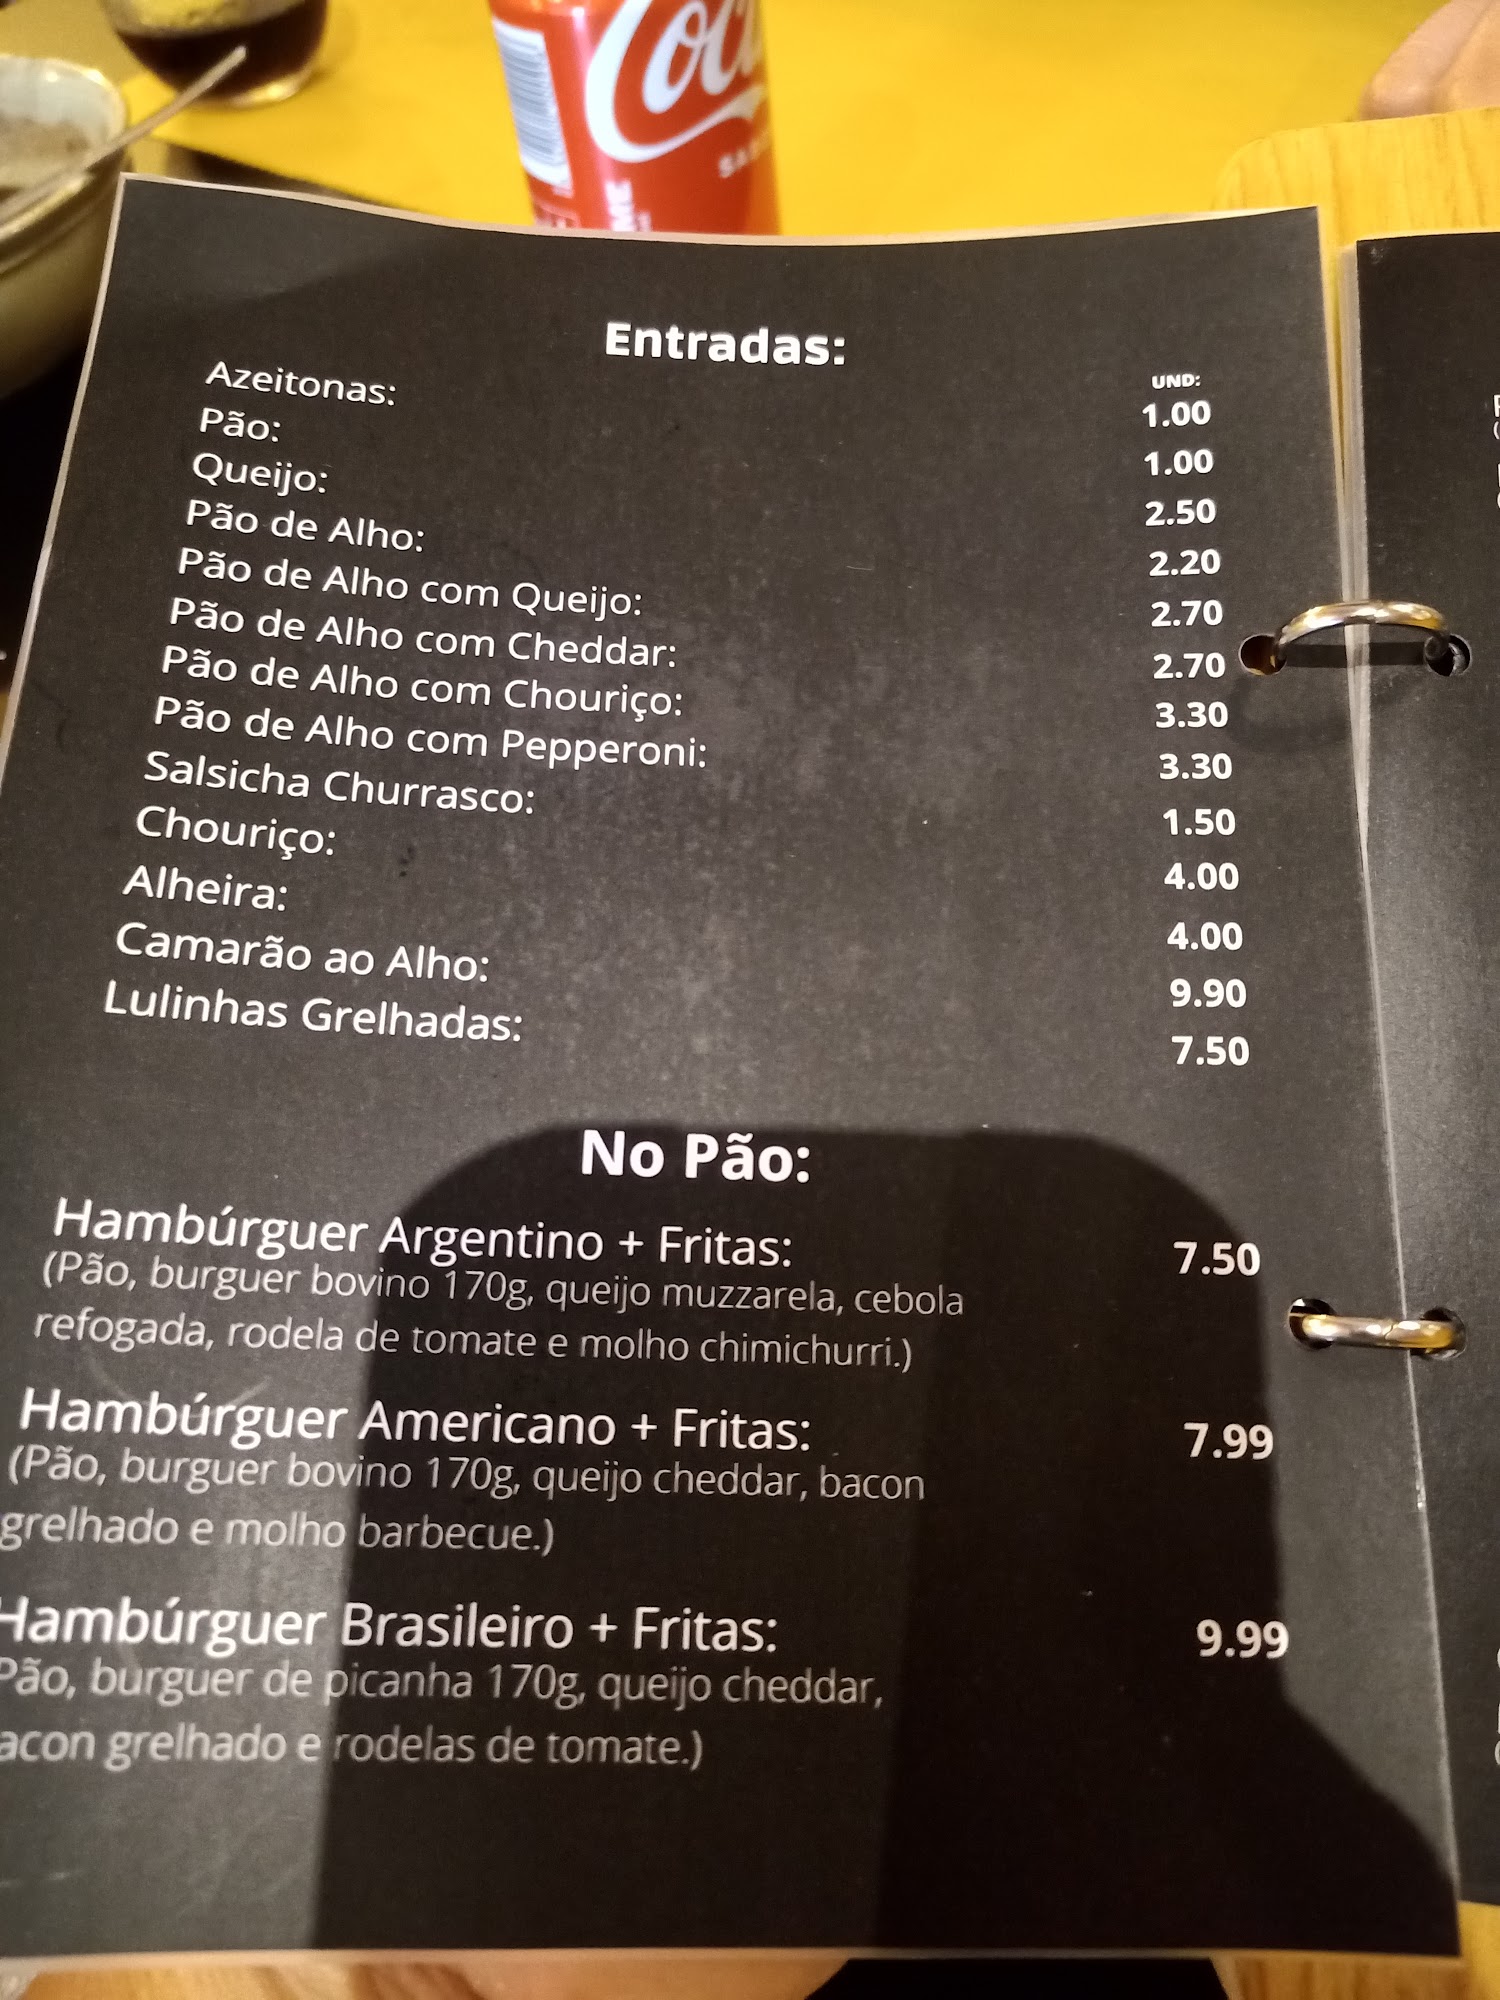 Coca
Entradas:
UND:
Azeitonas: 1.00
Pão: 1.00
Queijo: 2.50
Pão de Alho: 2.20
Pão de Alho com Queijo: 2.70
Pão de Alho com Cheddar: 2.70
Pão de Alho com Chouriço: 3.30
Pão de Alho com Pepperoni: 3.30
Salsicha Churrasco: 1.50
Chouriço: 4.00
Alheira: 4.00
Camarão ao Alho: 9.90
Lulinhas Grelhadas: 7.50
No Pão:
Hambúrguer Argentino + Fritas: 7.50
(Pão, burguer bovino 170g, queijo muzzarela, cebola
refogada, rodela de tomate e molho chimichurri.)
Hambúrguer Americano + Fritas: 7.99
(Pão, burguer bovino 170g, queijo cheddar, bacon
grelhado e molho barbecue.)
Hambúrguer Brasileiro + Fritas: 9.99
Pão, burguer de picanha 170g, queijo cheddar,
acon grelhado e rodelas de tomate.)